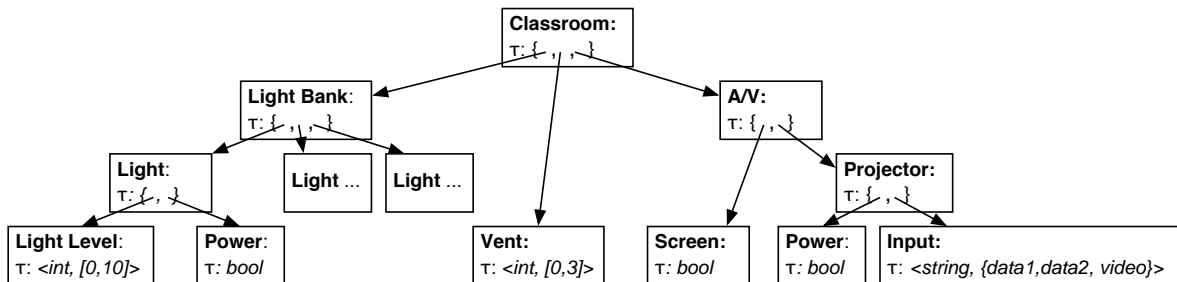 Classroom:
τ: { , , }
Light Bank:
τ: { , , }
A/V:
τ: { , }
Light:
τ: { , }
Light ...
Light ...
Projector:
τ: { , }
Light Level:
τ: <int, [0,10]>
Power:
τ: bool
Vent:
τ: <int, [0,3]>
Screen:
τ: bool
Power:
τ: bool
Input:
τ: <string, {data1,data2, video}>